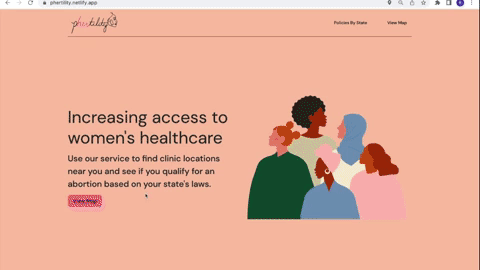 phertility.netlify.app
phertility
Policies By State
View Map
Increasing access to
women's healthcare
Use our service to find clinic locations
near you and see if you qualify for an
abortion based on your state's laws.
View Map